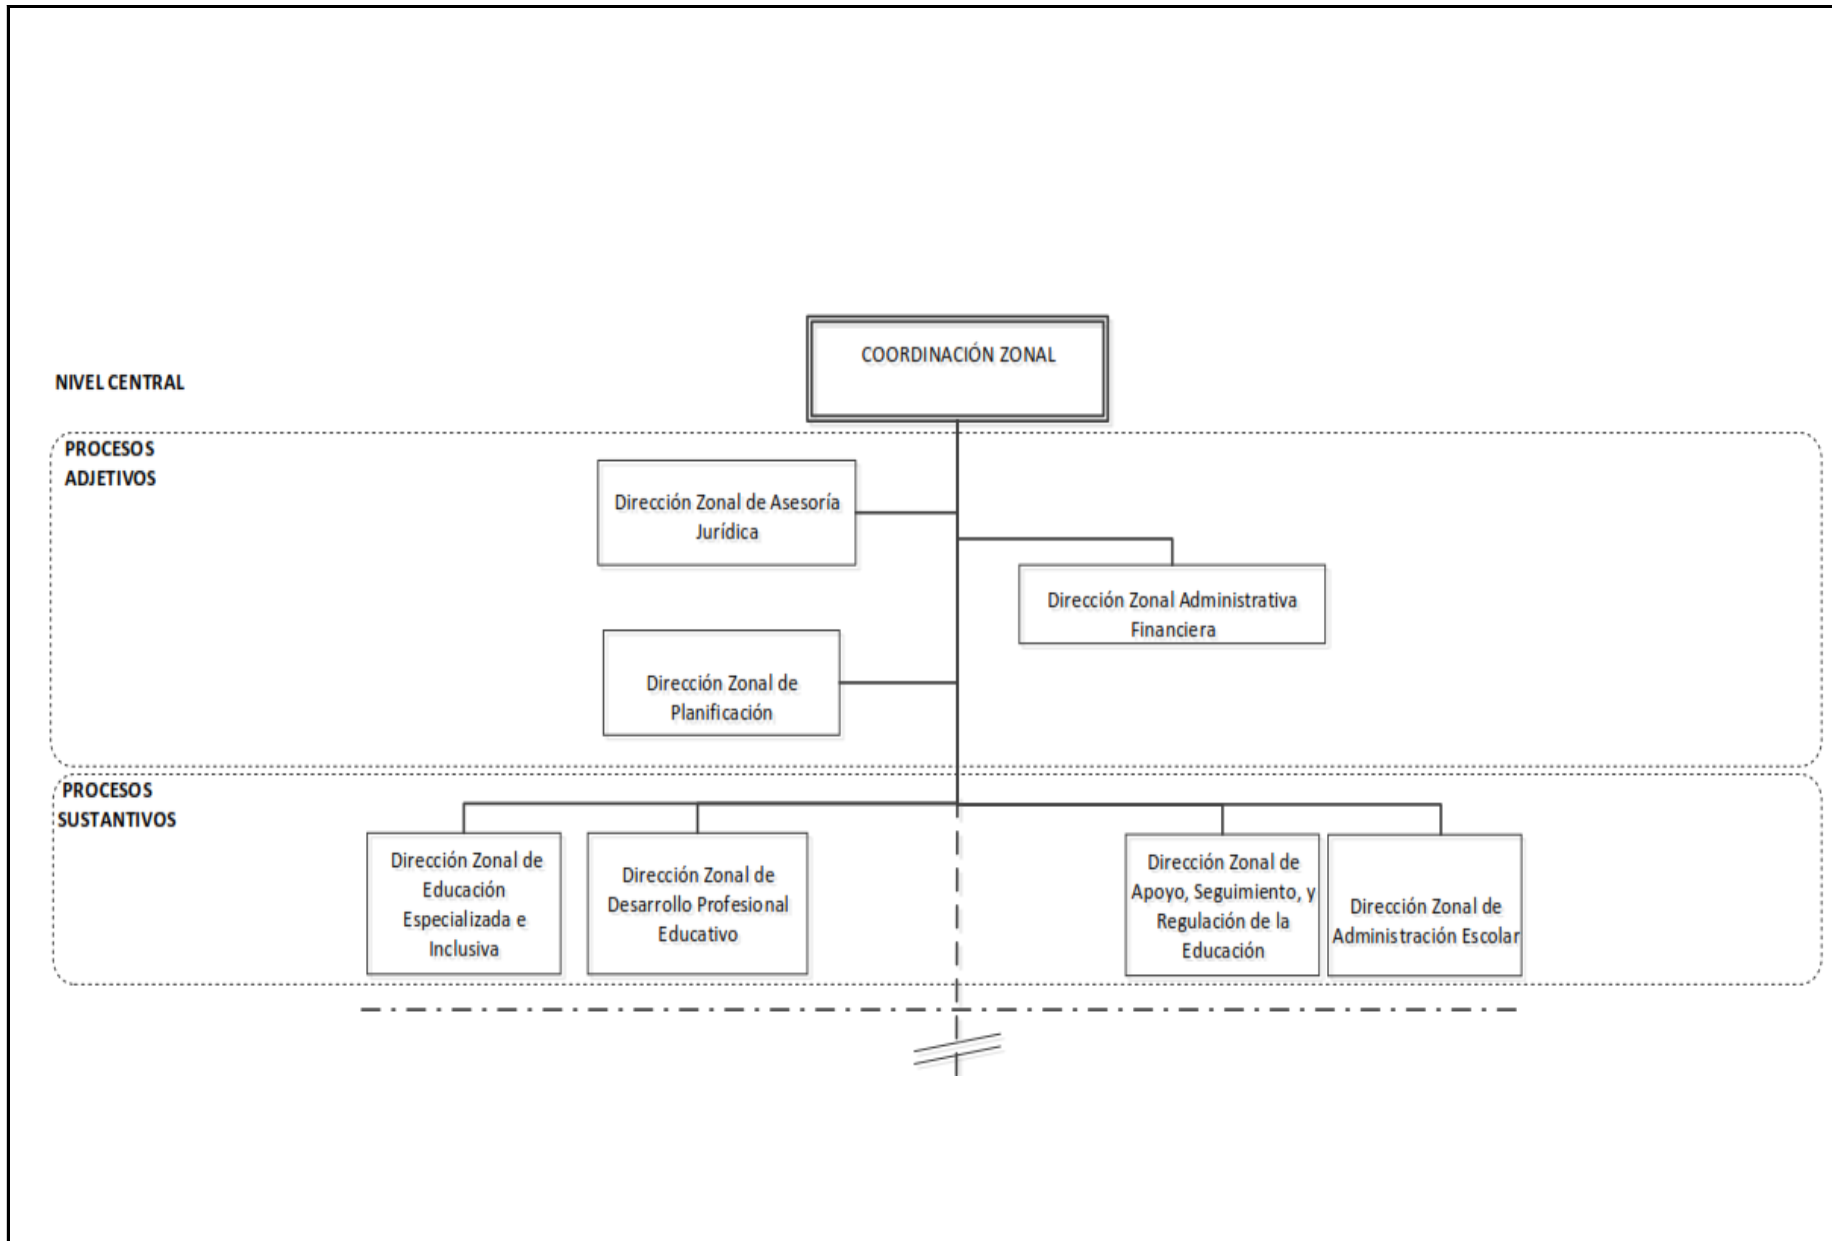 COORDINACIÓN ZONAL
NIVEL CENTRAL
PROCESOS
ADJETIVOS
Dirección Zonal de Asesoría
Jurídica
Dirección Zonal Administrativa
Financiera
Dirección Zonal de
Planificación
PROCESOS
SUSTANTIVOS
Dirección Zonal de
Educación
Especializada e
Inclusiva
Dirección Zonal de
Desarrollo Profesional
Educativo
Dirección Zonal de
Apoyo, Seguimiento, y
Regulación de la
Educación
Dirección Zonal de
Administración Escolar